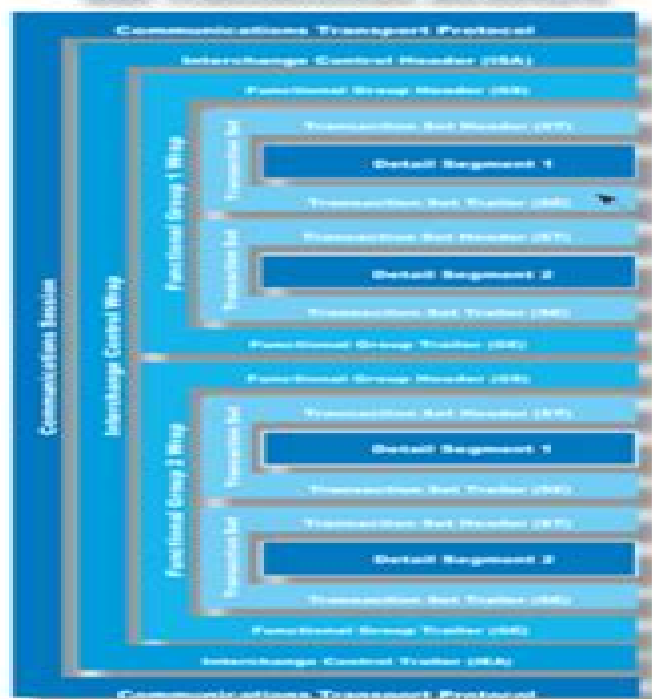 Communications Transport Protocol
Interchange Control Header (ISA)
Functional Group Header (GS)
Transaction Set Header (ST)
Detail Segment 1
Transaction Set Trailer (SE)
Transaction Set Header (ST)
Detail Segment 2
Transaction Set Trailer (SE)
Functional Group Trailer (GE)
Functional Group Header (GS)
Transaction Set Header (ST)
Detail Segment 1
Transaction Set Trailer (SE)
Transaction Set Header (ST)
Detail Segment 2
Transaction Set Trailer (SE)
Functional Group Trailer (GE)
Interchange Control Trailer (IEA)
Communications Transport Protocol
Communications Session
Interchange Control Wrap
Functional Group 1 Wrap
Functional Group 2 Wrap
Transaction Set
Transaction Set
Transaction Set
Transaction Set